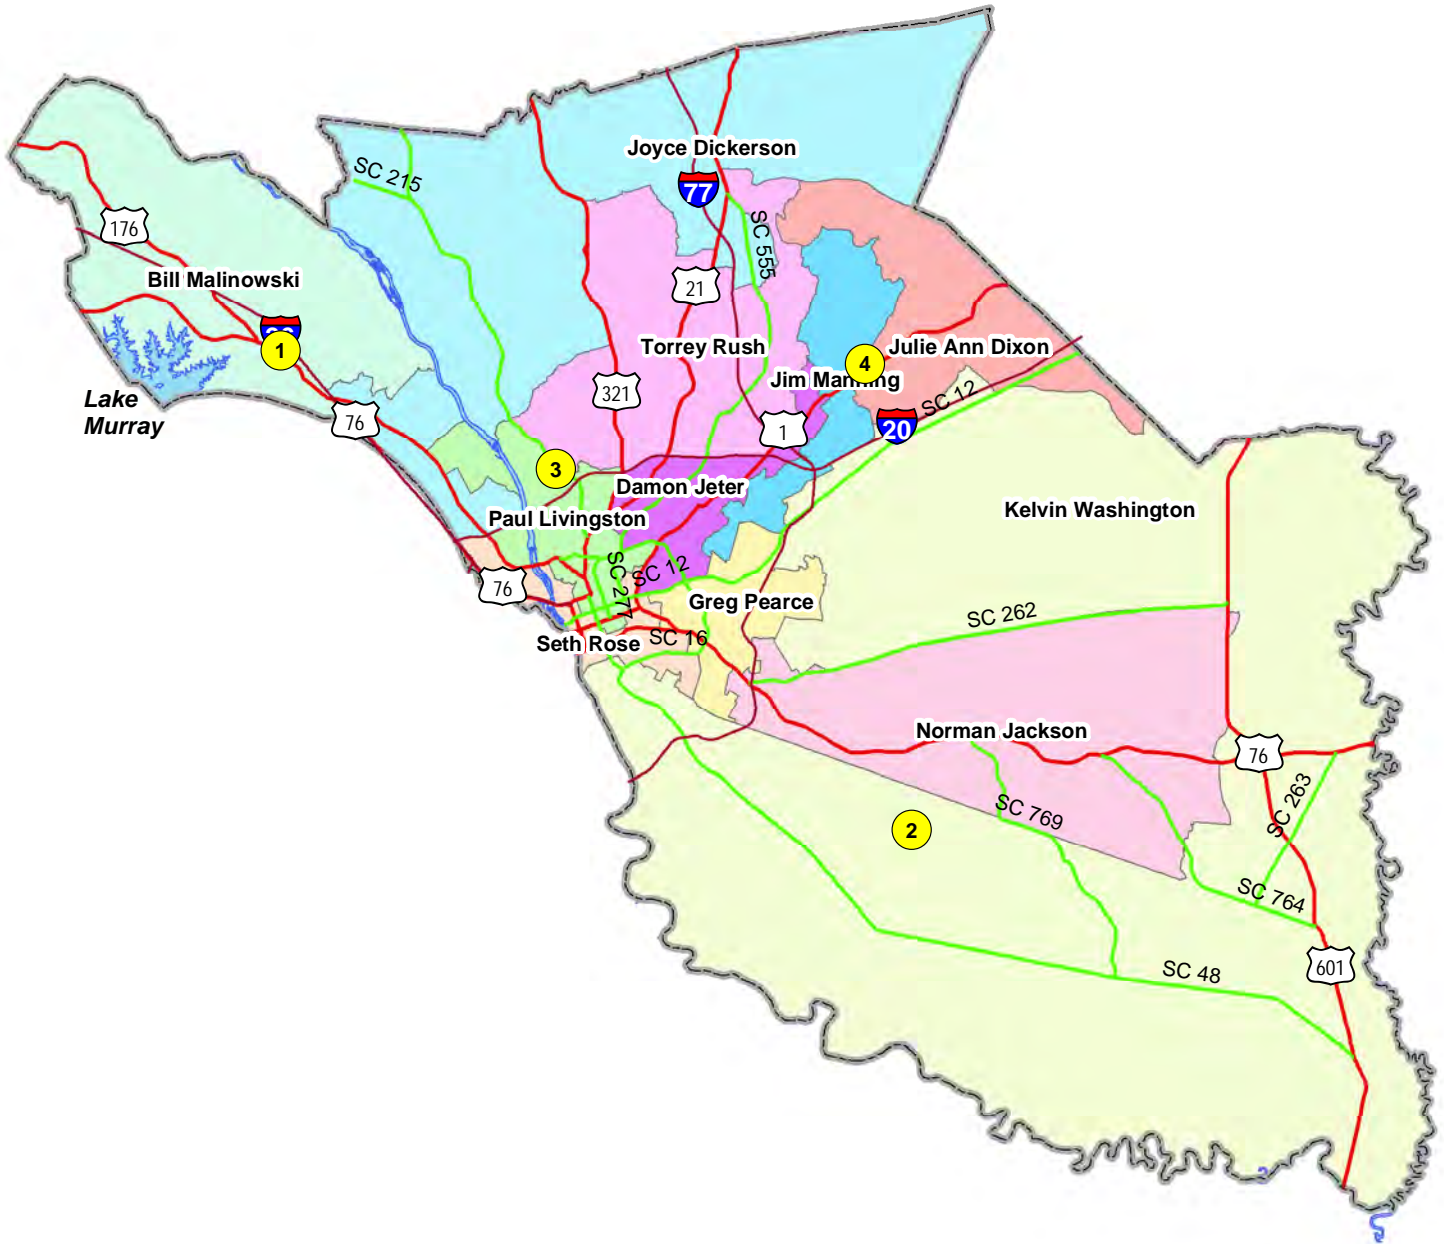 Joyce Dickerson
SC 215
77
176
SC 555
Bill Malinowski
21
1
Torrey Rush
4
Julie Ann Dixon
Jim Manning
321
SC 12
Lake
Murray
76
1
20
3
Damon Jeter
Kelvin Washington
Paul Livingston
SC 277
SC 12
76
Greg Pearce
SC 262
Seth Rose
SC 16
Norman Jackson
76
SC 263
SC 769
2
SC 764
601
SC 48